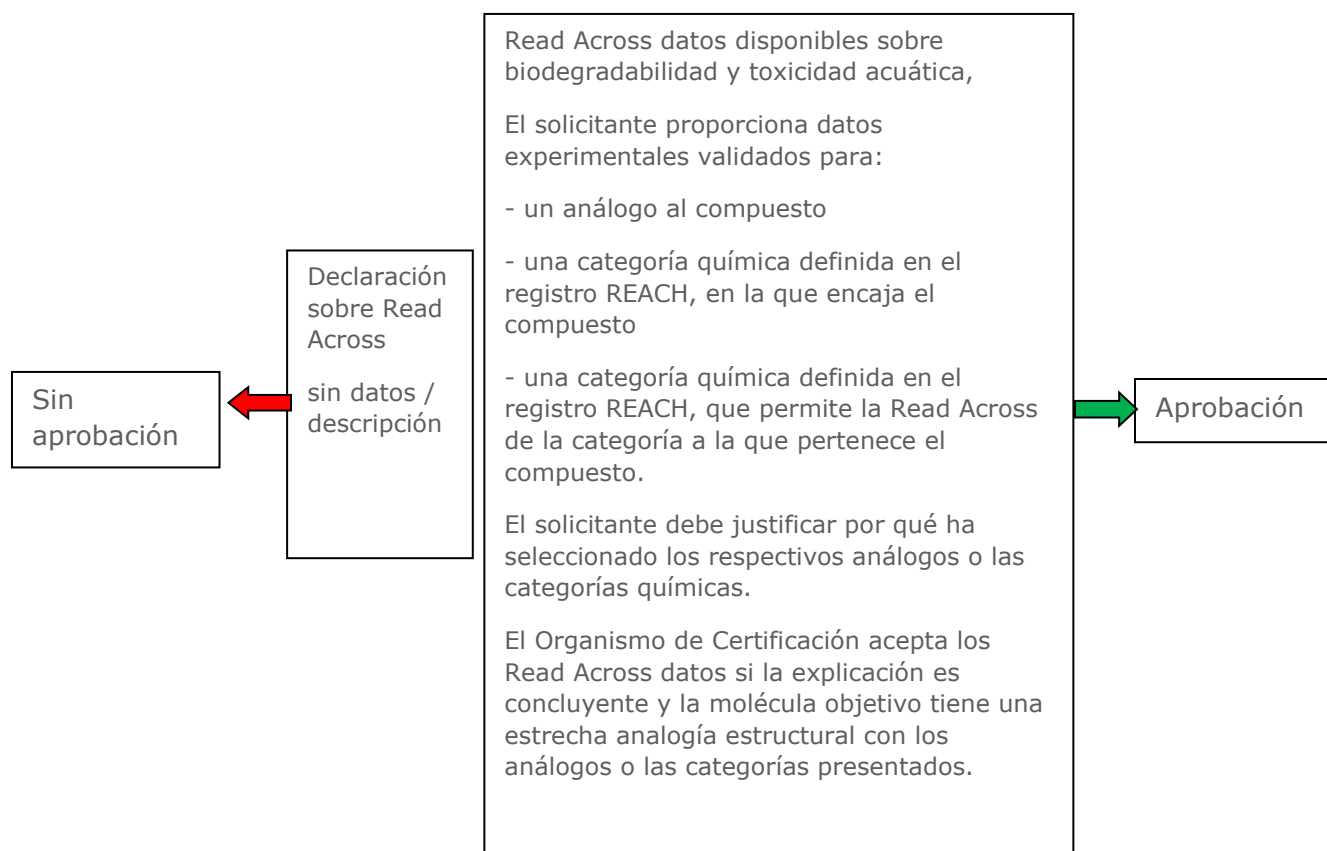 Sin
aprobación
Declaración
sobre Read
Across
sin datos /
descripción
Read Across datos disponibles sobre
biodegradabilidad y toxicidad acuática,
El solicitante proporciona datos
experimentales validados para:
- un análogo al compuesto
- una categoría química definida en el
registro REACH, en la que encaja el
compuesto
- una categoría química definida en el
registro REACH, que permite la Read Across
de la categoría a la que pertenece el
compuesto.
El solicitante debe justificar por qué ha
seleccionado los respectivos análogos o las
categorías químicas.
El Organismo de Certificación acepta los
Read Across datos si la explicación es
concluyente y la molécula objetivo tiene una
estrecha analogía estructural con los
análogos o las categorías presentados.
Aprobación